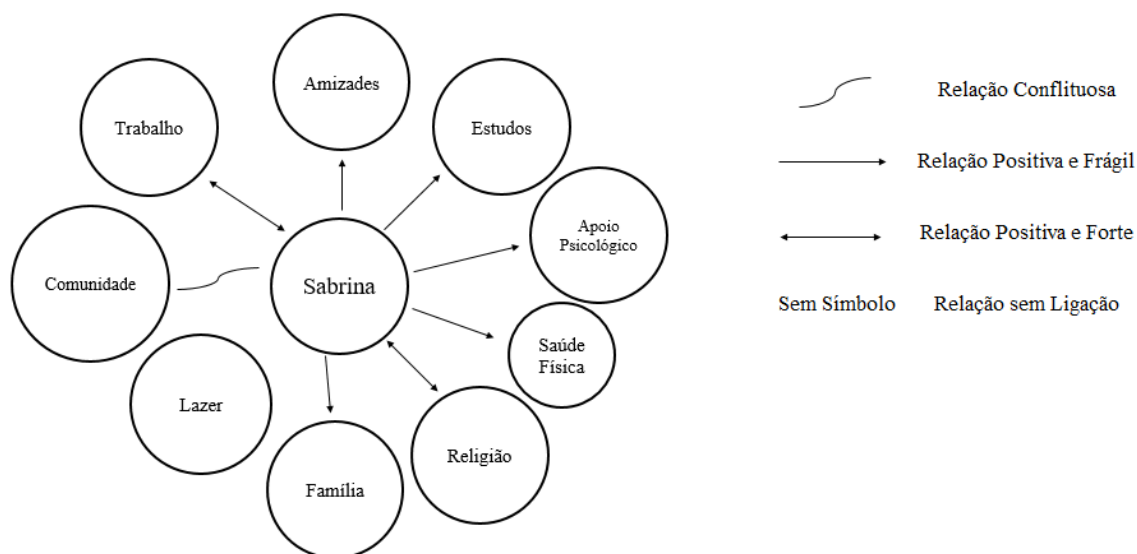 Amizades
Trabalho
Estudos
Apoio
Psicológico
Comunidade
Sabrina
Saúde
Física
Lazer
Religião
Família
Relação Conflituosa
Relação Positiva e Frágil
Relação Positiva e Forte
Sem Símbolo Relação sem Ligação